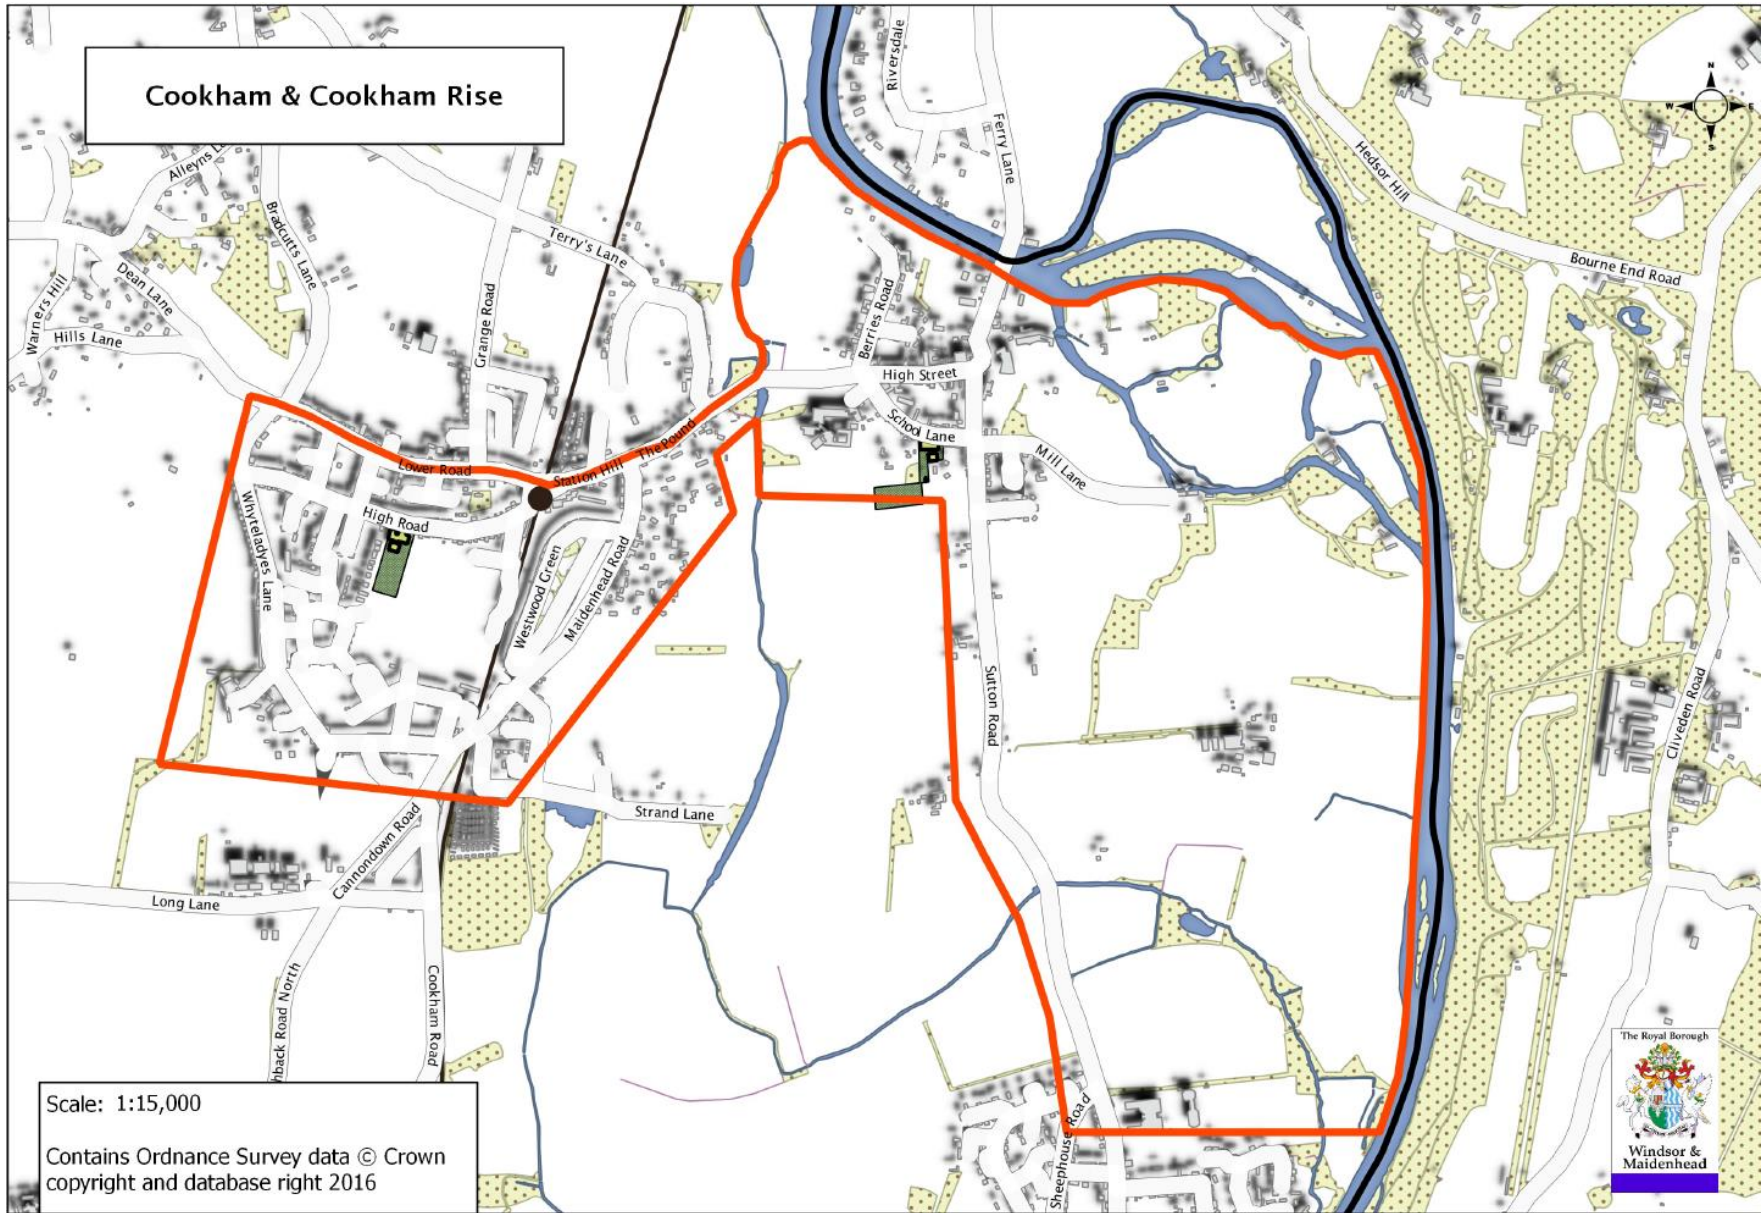 Cookham & Cookham Rise
Riversdale
Ferry Lane
N
W
E
S
Hedsor Hill
Alleyns L
Bradcutts Lane
Terry's Lane
Bourne End Road
Warners Hill
Dean Lane
Hills Lane
Grange Road
Berries Road
High Street
School Lane
Mill Lane
Lower Road
Station Hill
The Pound
High Road
Whyteladyes Lane
Westwood Green
Maidenhead Road
Sutton Road
Cliveden Road
Strand Lane
Cannondown Road
Long Lane
hback Road North
Cookham Road
Sheephouse Road
Scale: 1:15,000
Contains Ordnance Survey data © Crown
copyright and database right 2016
The Royal Borough
Windsor &
Maidenhead